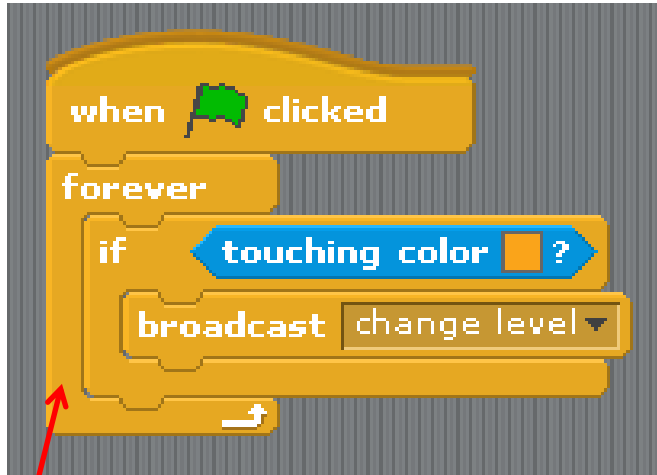 when clicked
forever
if touching color ?
broadcast change level